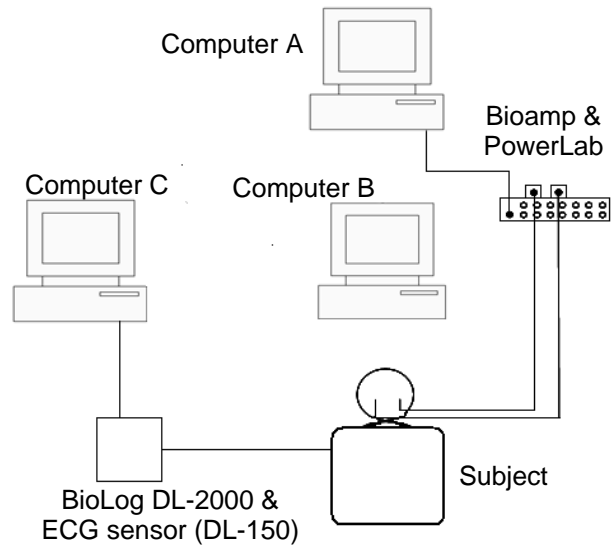 Computer A
Bioamp &
PowerLab
Computer C
Computer B
Subject
BioLog DL-2000 &
ECG sensor (DL-150)